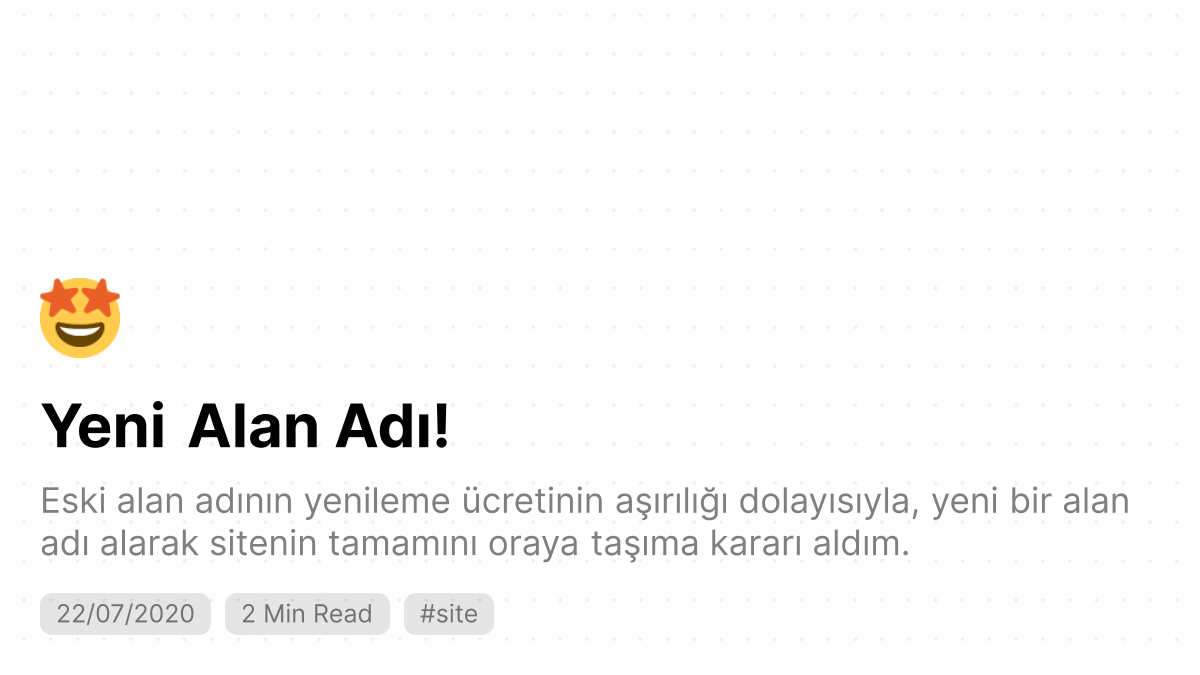 Yeni Alan Adı!
Eski alan adının yenileme ücretinin aşırılığı dolayısıyla, yeni bir alan
adı alarak sitenin tamamını oraya taşıma kararı aldım.
22/07/2020 2 Min Read #site